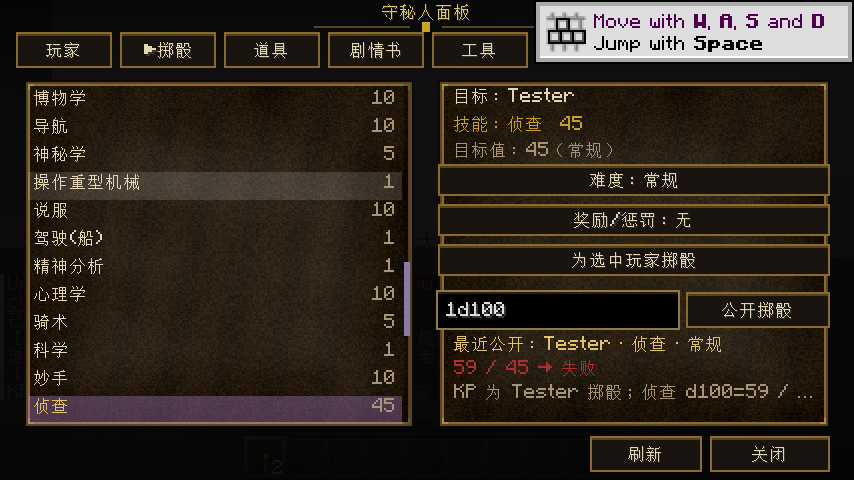 守秘人面板
Move with W, A, S and D
Jump with Space
玩家
▶掷骰
道具
剧情书
工具
博物学 10
导航 10
神秘学 5
操作重型机械 1
说服 10
驾驶(船) 1
精神分析 1
心理学 10
骑术 5
科学 1
妙手 10
侦查 45
目标：Tester
技能：侦查 45
目标值：45（常规）
难度：常规
奖励/惩罚：无
为选中玩家掷骰
1d100
公开掷骰
最近公开：Tester · 侦查 · 常规
59 / 45 → 失败
KP 为 Tester 掷骰；侦查 d100=59 / ...
刷新
关闭
2